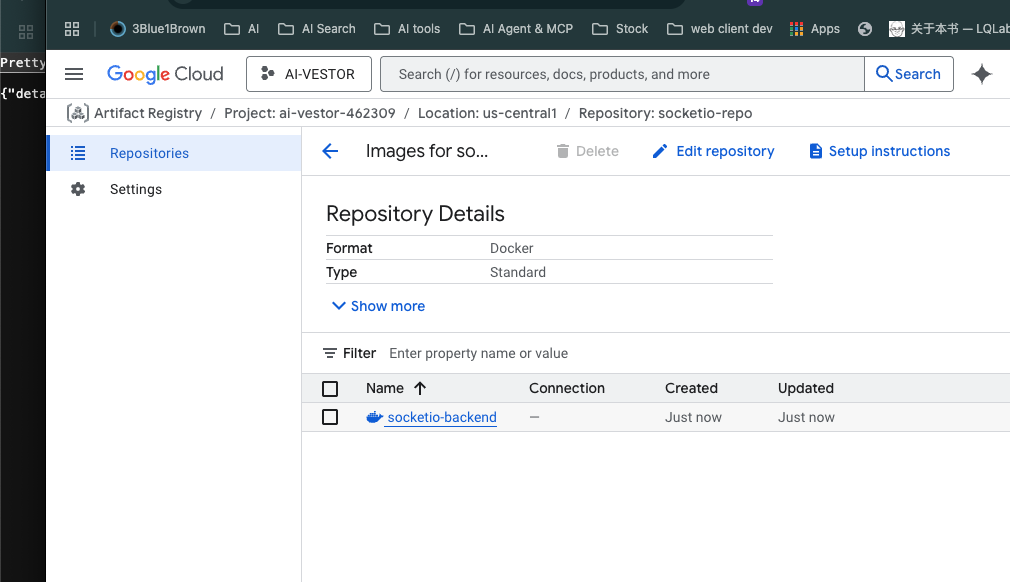 3Blue1Brown AI AI Search AI tools AI Agent & MCP Stock web client dev Apps 关于本书 — LQLab
Pretty
{"deta
Google Cloud AI-VESTOR Search (/) for resources, docs, products, and more Search
Artifact Registry / Project: ai-vestor-462309 / Location: us-central1 / Repository: socketio-repo
Repositories
Settings
Images for so... Delete Edit repository Setup instructions
Repository Details
Format Docker
Type Standard
Show more
Filter Enter property name or value
Name Connection Created Updated
socketio-backend — Just now Just now